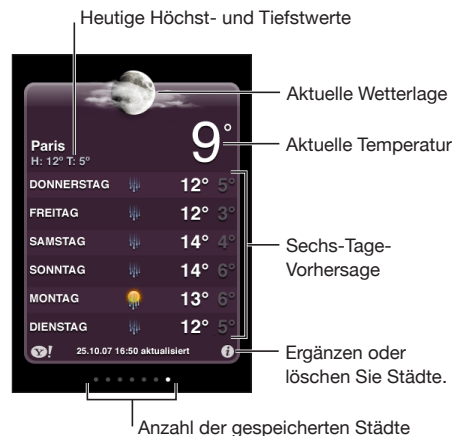 Heutige Höchst- und Tiefstwerte
Aktuelle Wetterlage
Paris
H: 12° T: 5°
9°
Aktuelle Temperatur
DONNERSTAG 12° 5°
FREITAG 12° 3°
SAMSTAG 14° 4°
SONNTAG 14° 6°
MONTAG 13° 6°
DIENSTAG 12° 5°
Sechs-Tage-
Vorhersage
Y! 25.10.07 16:50 aktualisiert i
Ergänzen oder
löschen Sie Städte.
Anzahl der gespeicherten Städte